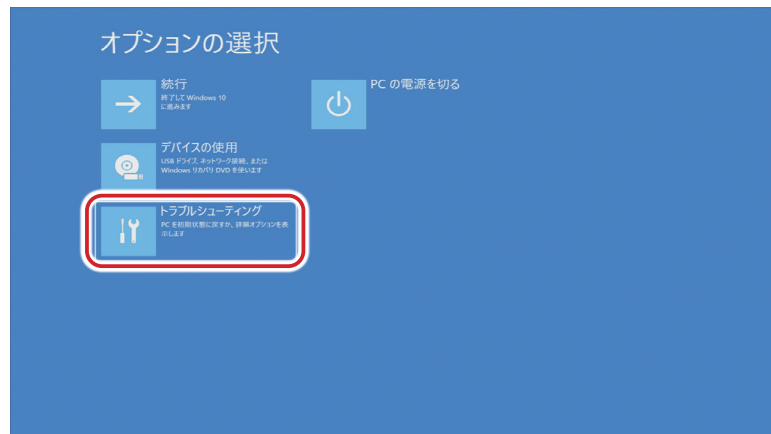 オプションの選択
続行
終了して Windows 10
に進みます
PC の電源を切る
デバイスの使用
USB ドライブ、ネットワーク接続、または
Windows リカバリ DVD を使います
トラブルシューティング
PC を初期状態に戻すか、詳細オプションを表
示します